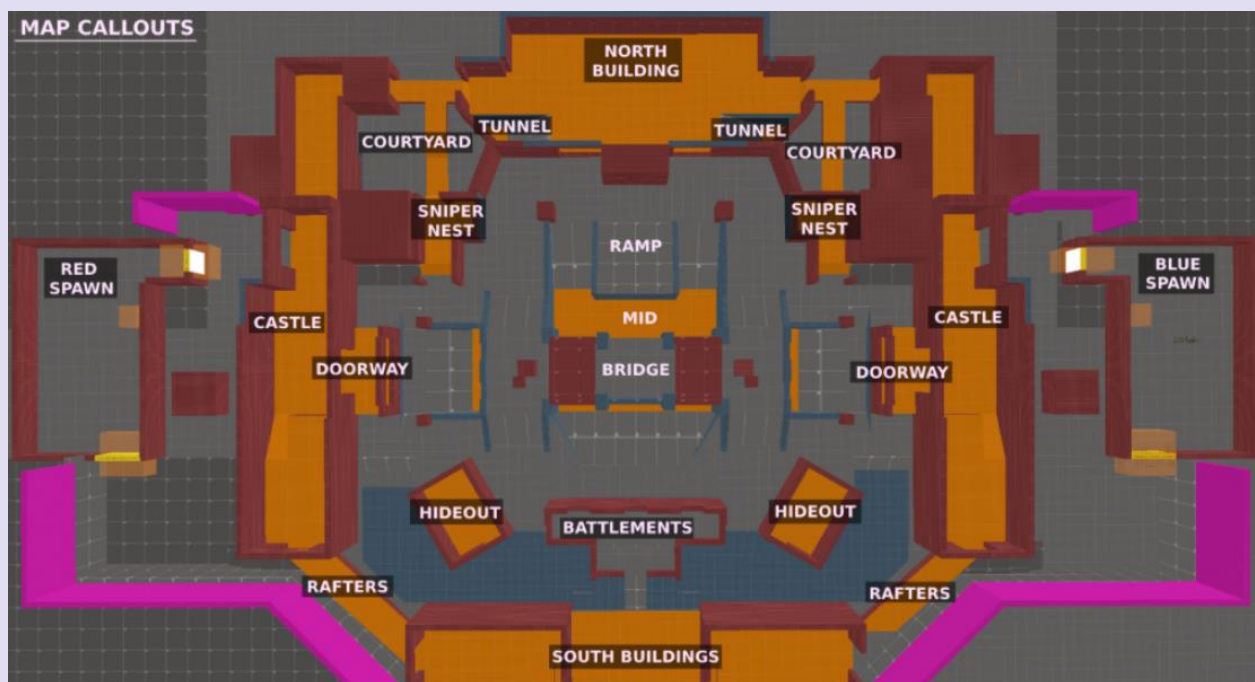 MAP CALLOUTS
NORTH
BUILDING
TUNNEL
TUNNEL
COURTYARD
COURTYARD
SNIPER
NEST
SNIPER
NEST
RAMP
RED
SPAWN
BLUE
SPAWN
CASTLE
MID
CASTLE
DOORWAY
BRIDGE
DOORWAY
HIDEOUT
BATTLEMENTS
HIDEOUT
RAFTERS
RAFTERS
SOUTH BUILDINGS